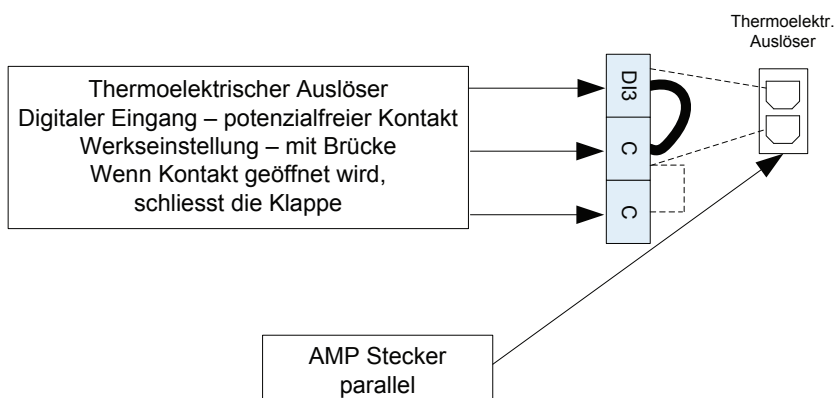 Thermoelektr.
Auslöser
Thermoelektrischer Auslöser
Digitaler Eingang – potenzialfreier Kontakt
Werkseinstellung – mit Brücke
Wenn Kontakt geöffnet wird,
schliesst die Klappe
DI3
C
C
AMP Stecker
parallel